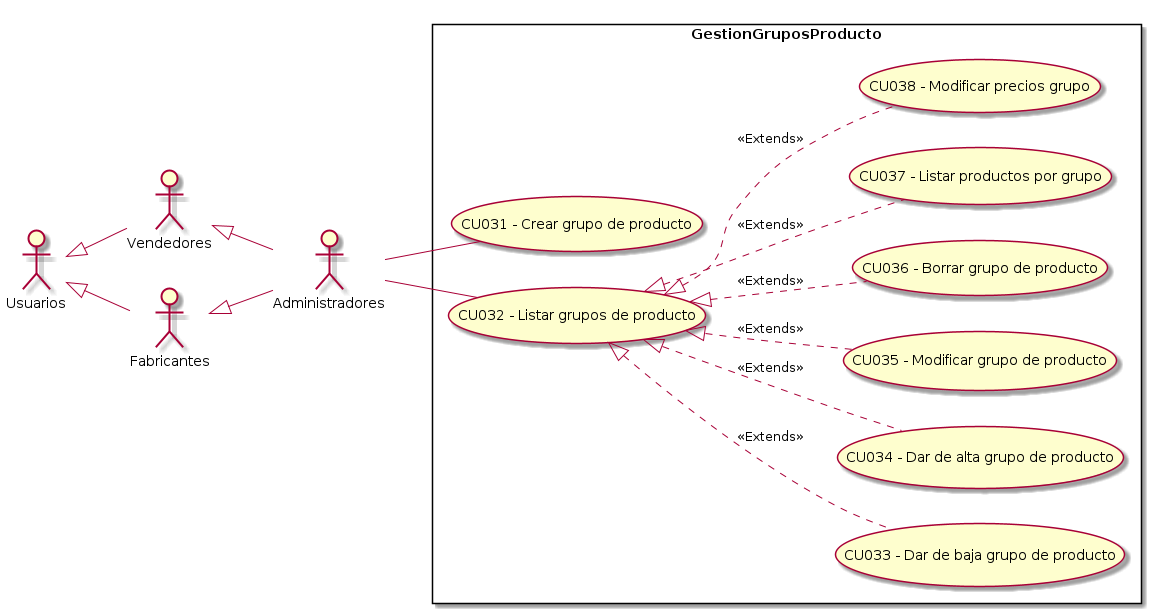 GestionGruposProducto
CU038 - Modificar precios grupo
«Extends»
CU037 - Listar productos por grupo
CU031 - Crear grupo de producto
«Extends»
Vendedores
CU036 - Borrar grupo de producto
«Extends»
Usuarios
Administradores
CU032 - Listar grupos de producto
«Extends»
Fabricantes
CU035 - Modificar grupo de producto
«Extends»
«Extends»
CU034 - Dar de alta grupo de producto
CU033 - Dar de baja grupo de producto